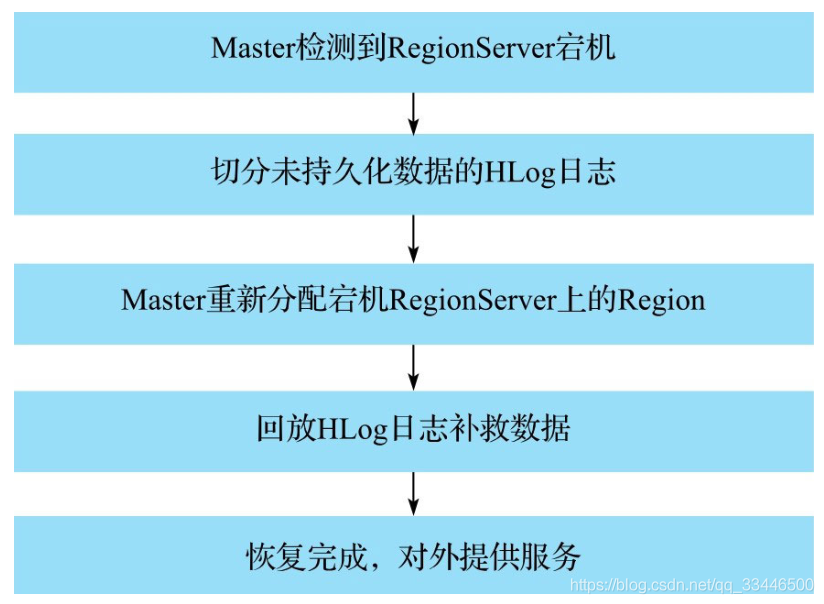 Master检测到RegionServer宕机
切分未持久化数据的HLog日志
Master重新分配宕机RegionServer上的Region
回放HLog日志补救数据
恢复完成，对外提供服务
https://blog.csdn.net/qq_33446500